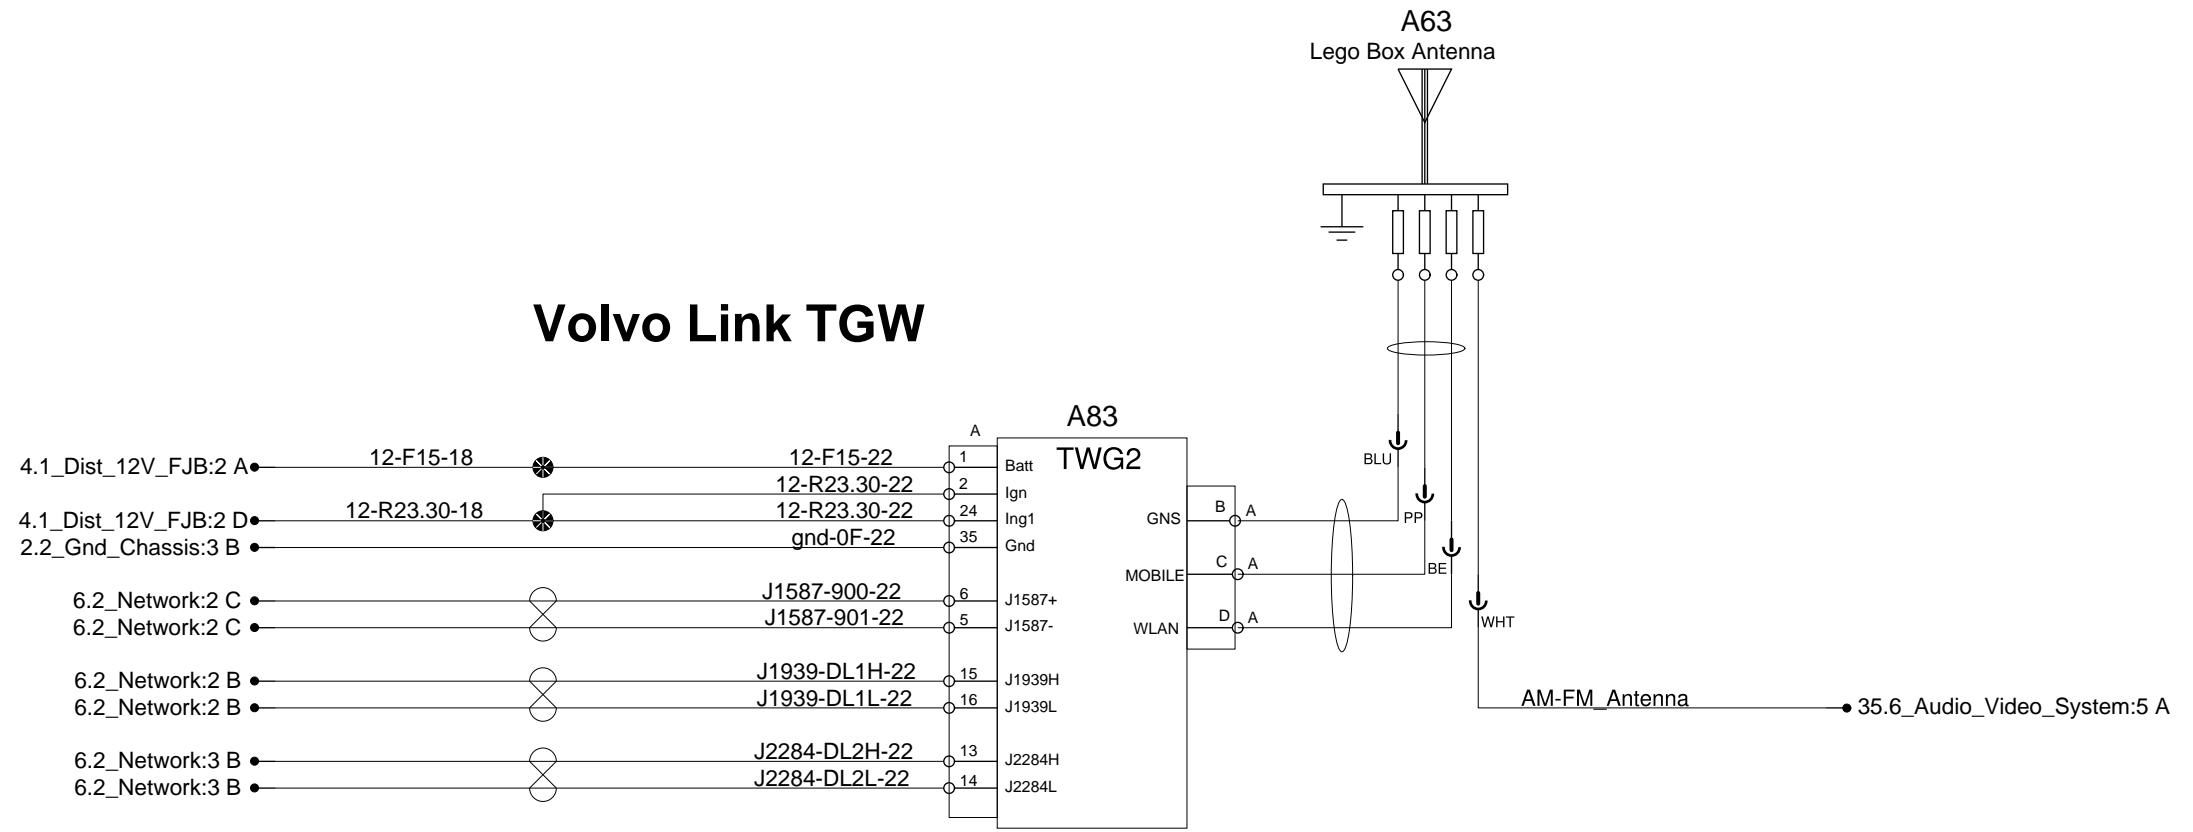 A63
Lego Box Antenna
Volvo Link TGW
A83
A
TWG2
4.1_Dist_12V_FJB:2 A
12-F15-18
12-F15-22
1
Batt
12-R23.30-22
2
Ign
4.1_Dist_12V_FJB:2 D
12-R23.30-18
12-R23.30-22
24
Ing1
2.2_Gnd_Chassis:3 B
gnd-0F-22
35
Gnd
6.2_Network:2 C
J1587-900-22
6
J1587+
6.2_Network:2 C
J1587-901-22
5
J1587-
6.2_Network:2 B
J1939-DL1H-22
15
J1939H
6.2_Network:2 B
J1939-DL1L-22
16
J1939L
6.2_Network:3 B
J2284-DL2H-22
13
J2284H
6.2_Network:3 B
J2284-DL2L-22
14
J2284L
GNS
B
A
MOBILE
C
A
WLAN
D
A
BLU
PP
BE
WHT
AM-FM_Antenna
35.6_Audio_Video_System:5 A